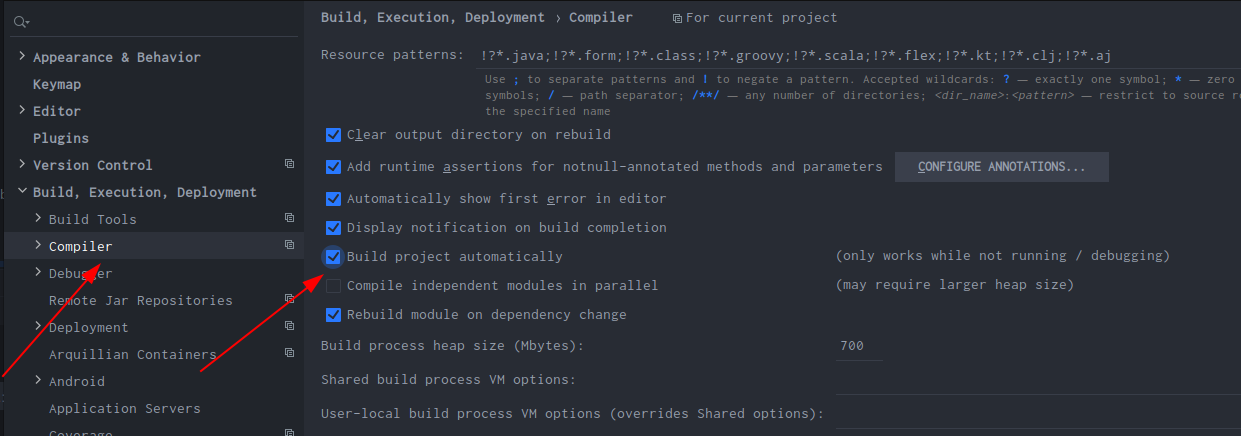 Appearance & Behavior
Keymap
Editor
Plugins
Version Control
Build, Execution, Deployment
Build Tools
Compiler
Debugger
Remote Jar Repositories
Deployment
Arquillian Containers
Android
Application Servers
Coverage
Build, Execution, Deployment › Compiler For current project
Resource patterns: !?*.java;!?*.form;!?*.class;!?*.groovy;!?*.scala;!?*.flex;!?*.kt;!?*.clj;!?*.aj
Use ; to separate patterns and ! to negate a pattern. Accepted wildcards: ? — exactly one symbol; * — zero
symbols; / — path separator; /**/ — any number of directories; <dir_name>:<pattern> — restrict to source
the specified name
Clear output directory on rebuild
Add runtime assertions for notnull-annotated methods and parameters CONFIGURE ANNOTATIONS...
Automatically show first error in editor
Display notification on build completion
Build project automatically (only works while not running / debugging)
Compile independent modules in parallel (may require larger heap size)
Rebuild module on dependency change
Build process heap size (Mbytes): 700
Shared build process VM options:
User-local build process VM options (overrides Shared options):